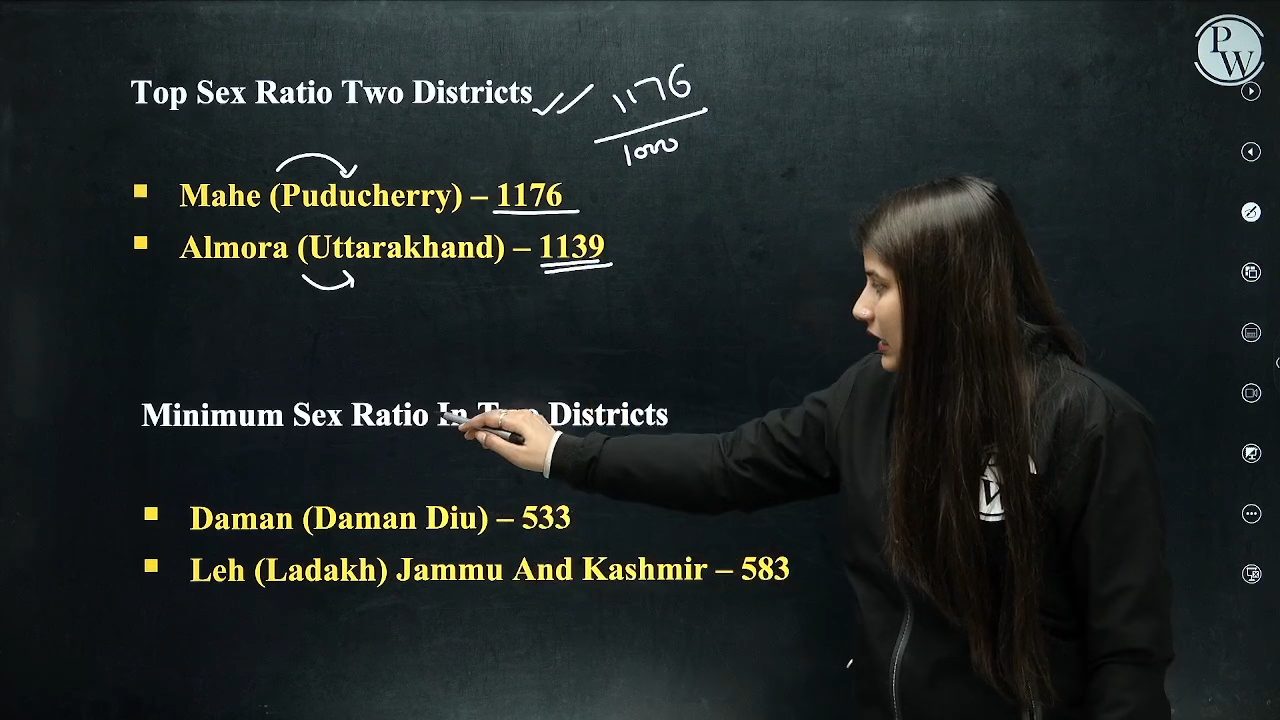 Top Sex Ratio Two Districts
1176
1000
Mahe (Puducherry) – 1176
Almora (Uttarakhand) – 1139
Minimum Sex Ratio In Two Districts
Daman (Daman Diu) – 533
Leh (Ladakh) Jammu And Kashmir – 583
PW
W